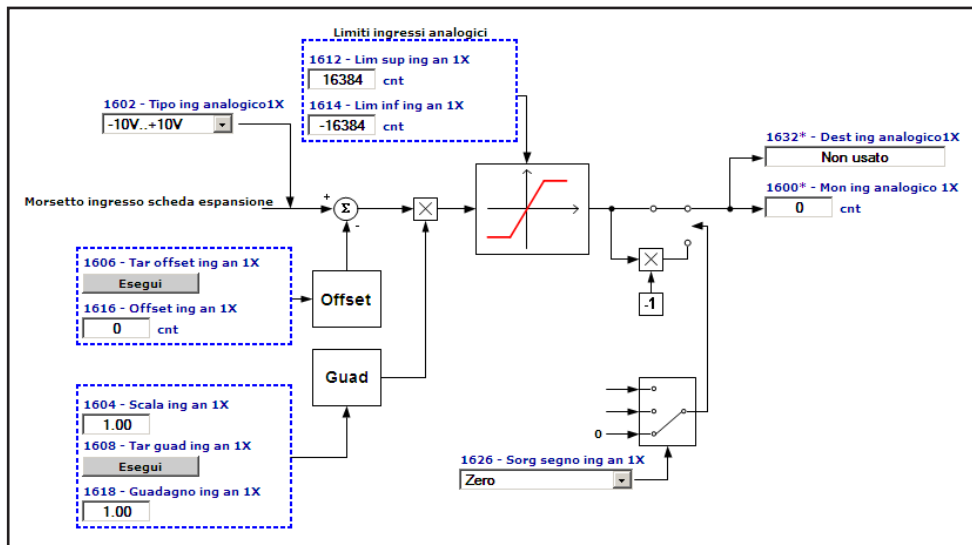 Limiti ingressi analogici
1612 - Lim sup ing an 1X
16384 cnt
1614 - Lim inf ing an 1X
-16384 cnt
1602 - Tipo ing analogico1X
-10V..+10V
1632* - Dest ing analogico1X
Non usato
1600* - Mon ing analogico 1X
0 cnt
Morsetto ingresso scheda espansione
+
Σ
-
1606 - Tar offset ing an 1X
Esegui
1616 - Offset ing an 1X
0 cnt
Offset
-1
Guad
1604 - Scala ing an 1X
1.00
1608 - Tar guad ing an 1X
Esegui
1618 - Guadagno ing an 1X
1.00
0
1626 - Sorg segno ing an 1X
Zero